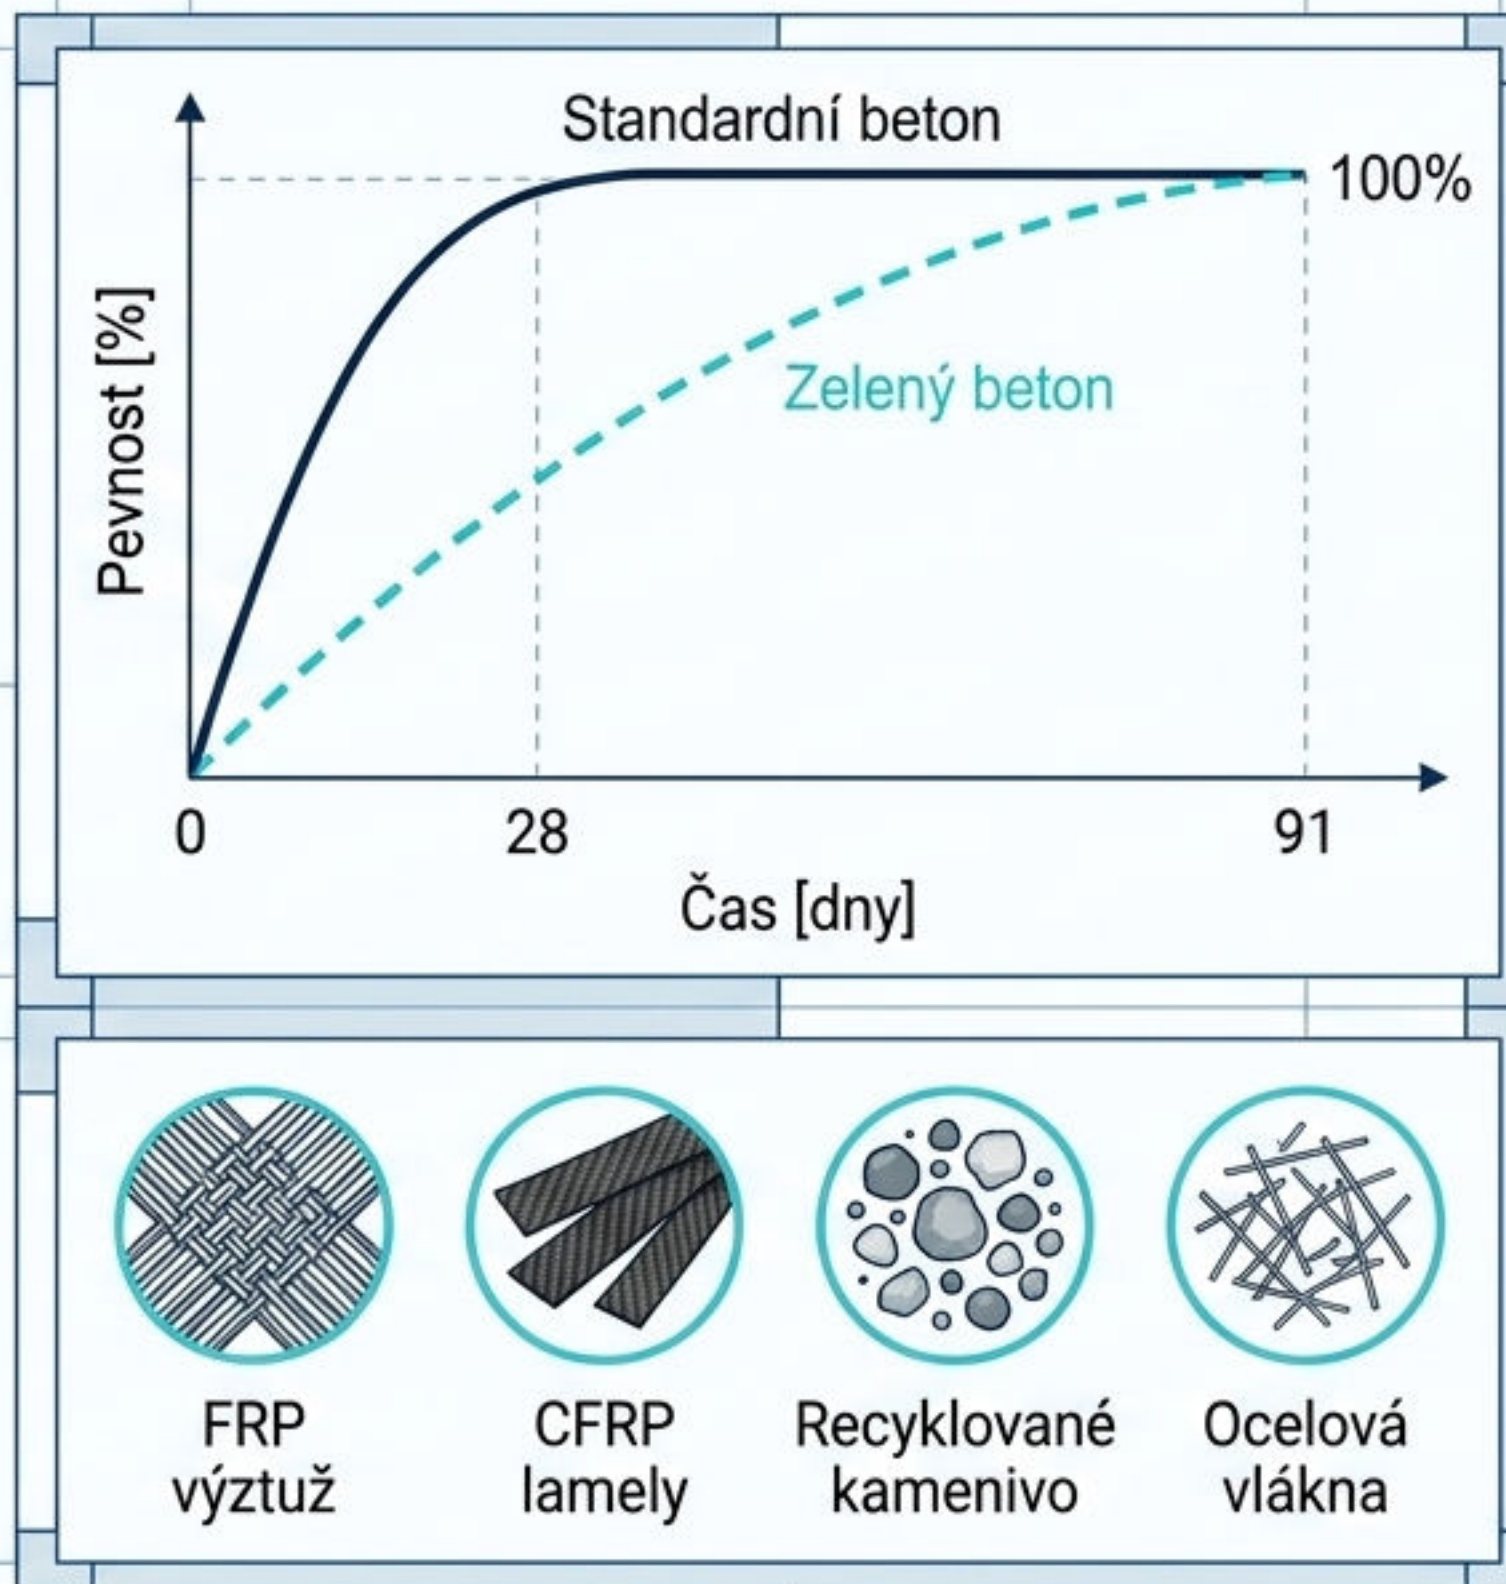 Standardní beton
100%
Pevnost [%]
Zelený beton
0
28
91
Čas [dny]
FRP
výztuž
CFRP
lamely
Recyklované
kamenivo
Ocelová
vlákna